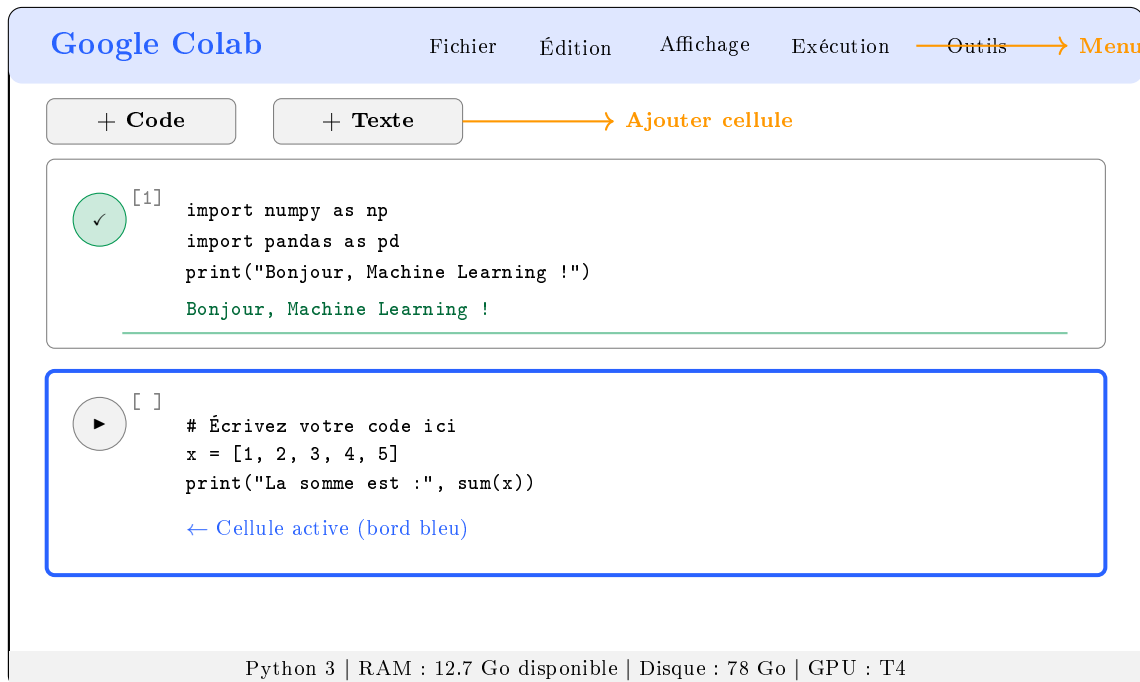 Google Colab Fichier Édition Affichage Exécution Outils Menu
+ Code + Texte Ajouter cellule
✓ [1]
import numpy as np
import pandas as pd
print("Bonjour, Machine Learning !")
Bonjour, Machine Learning !
▶ [ ]
# Écrivez votre code ici
x = [1, 2, 3, 4, 5]
print("La somme est :", sum(x))
← Cellule active (bord bleu)
Python 3 | RAM : 12.7 Go disponible | Disque : 78 Go | GPU : T4